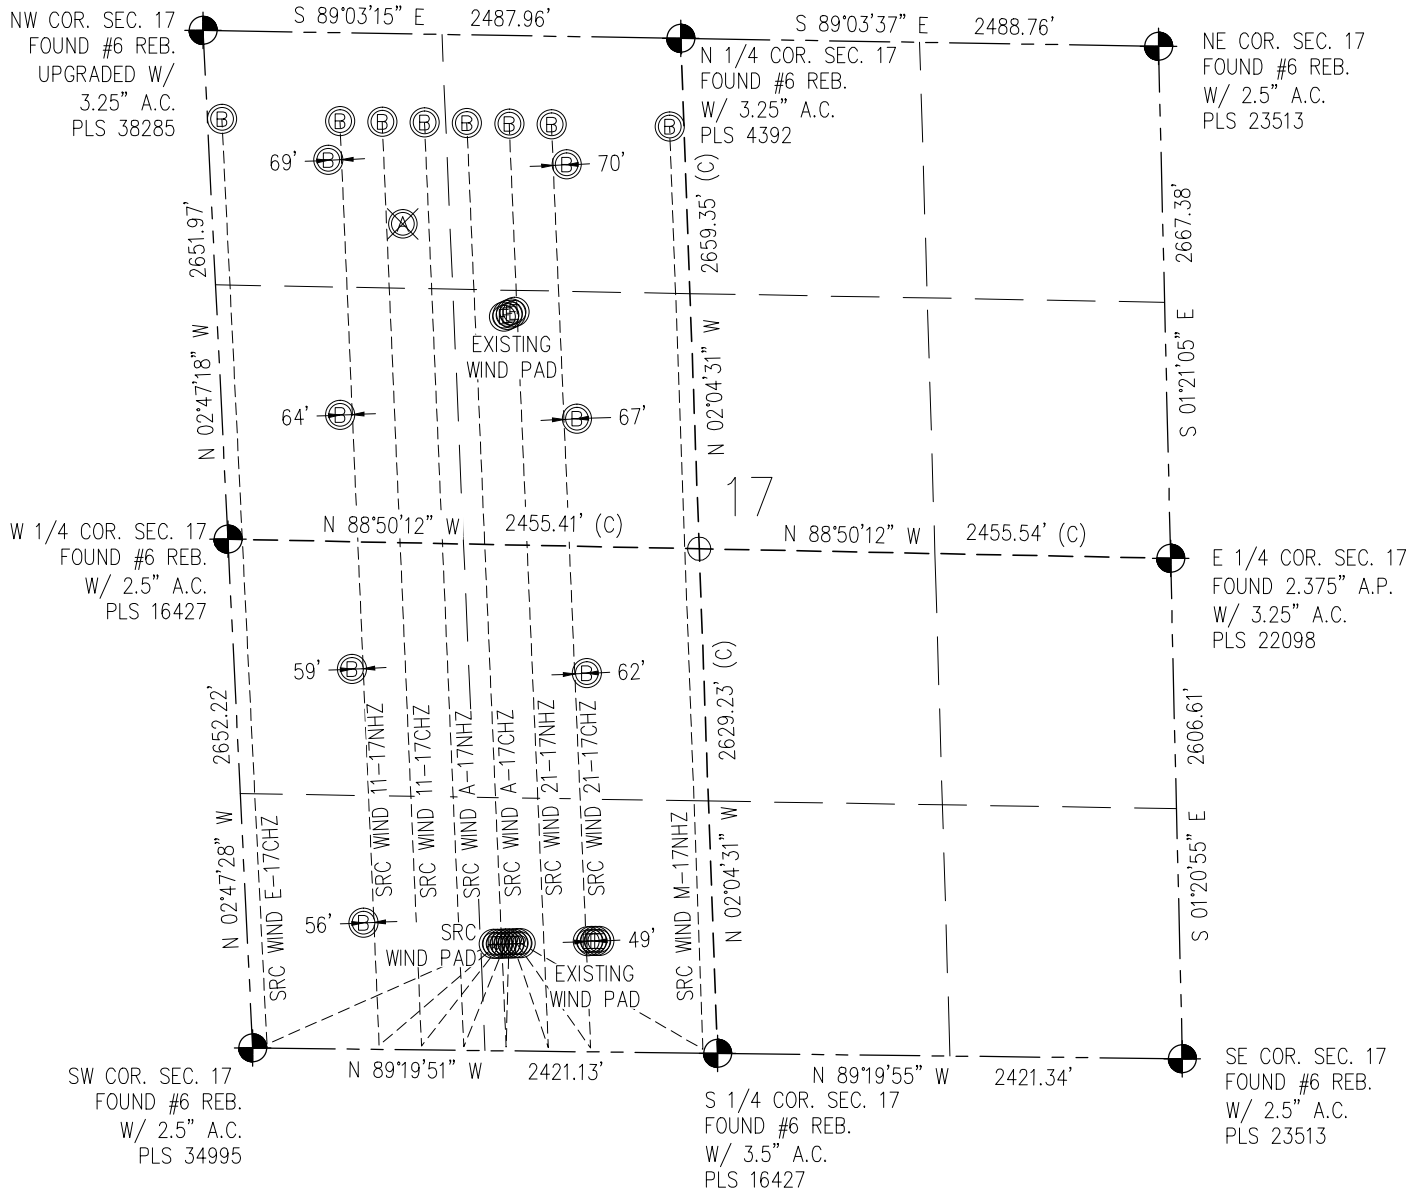 NW COR. SEC. 17
FOUND #6 REB.
UPGRADED W/
3.25" A.C.
PLS 38285
S 89°03'15" E
2487.96'
S 89°03'37" E
2488.76'
N 1/4 COR. SEC. 17
FOUND #6 REB.
W/ 3.25" A.C.
PLS 4392
NE COR. SEC. 17
FOUND #6 REB.
W/ 2.5" A.C.
PLS 23513
B
B
B
B
B
B
B
B
69'
B
B
70'
A
2651.97'
N 02°47'18" W
2659.35' (C)
N 02°04'31" W
2667.38'
S 01°21'05" E
EXISTING
WIND PAD
64'
B
B
67'
17
W 1/4 COR. SEC. 17
FOUND #6 REB.
W/ 2.5" A.C.
PLS 16427
N 88°50'12" W
2455.41' (C)
N 88°50'12" W
2455.54' (C)
E 1/4 COR. SEC. 17
FOUND 2.375" A.P.
W/ 3.25" A.C.
PLS 22098
59'
B
B
62'
2652.22'
N 02°47'28" W
2629.23' (C)
N 02°04'31" W
2606.61'
S 01°20'55" E
SRC WIND E-17CHZ
SRC WIND 11-17NHZ
SRC WIND 11-17CHZ
SRC WIND A-17NHZ
SRC WIND A-17CHZ
SRC WIND 21-17NHZ
SRC WIND 21-17CHZ
SRC WIND M-17NHZ
56'
B
SRC
WIND PAD
49'
EXISTING
WIND PAD
SW COR. SEC. 17
FOUND #6 REB.
W/ 2.5" A.C.
PLS 34995
N 89°19'51" W
2421.13'
N 89°19'55" W
2421.34'
S 1/4 COR. SEC. 17
FOUND #6 REB.
W/ 3.5" A.C.
PLS 16427
SE COR. SEC. 17
FOUND #6 REB.
W/ 2.5" A.C.
PLS 23513